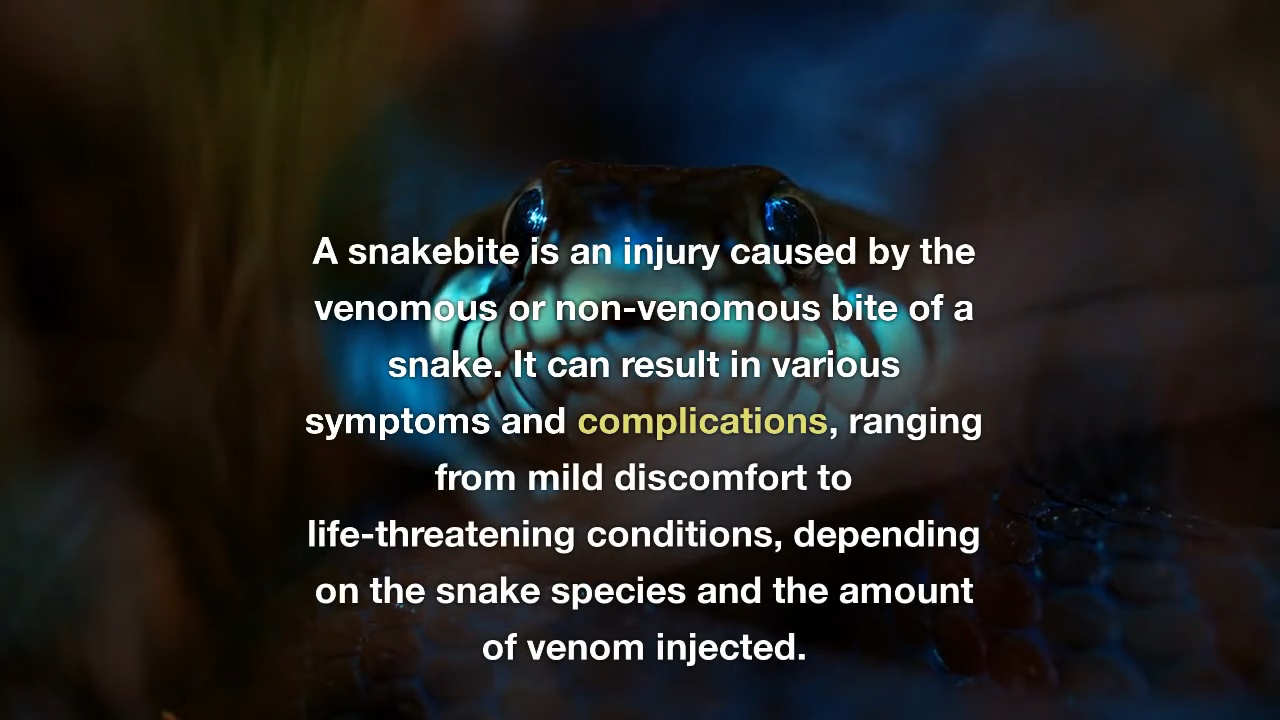 A snakebite is an injury caused by the
venomous or non-venomous bite of a
snake. It can result in various
symptoms and complications, ranging
from mild discomfort to
life-threatening conditions, depending
on the snake species and the amount
of venom injected.